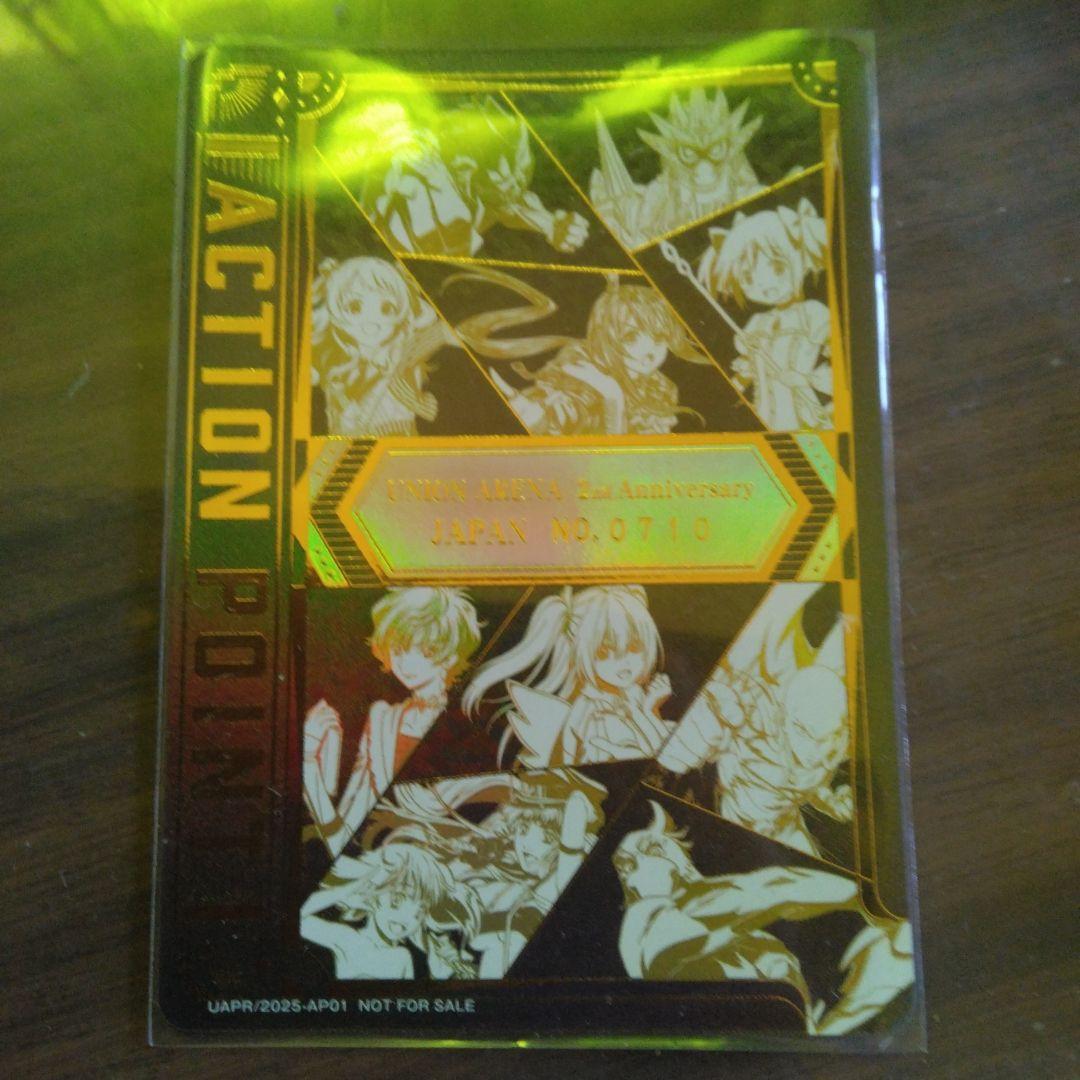 ACTION POINT
UNION ARENA 2nd Anniversary
JAPAN NO. 0710
UAPR/2025-AP01 NOT FOR SALE